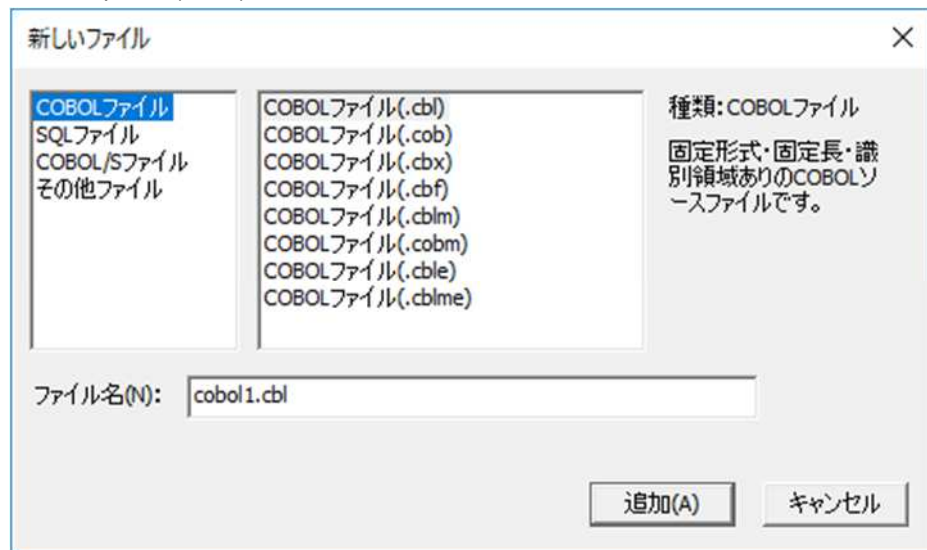 新しいファイル
COBOLファイル
SQLファイル
COBOL/Sファイル
その他ファイル
COBOLファイル(.cbl)
COBOLファイル(.cob)
COBOLファイル(.cbx)
COBOLファイル(.cbf)
COBOLファイル(.cblm)
COBOLファイル(.cobm)
COBOLファイル(.cble)
COBOLファイル(.cblme)
種類:COBOLファイル
固定形式・固定長・識
別領域ありのCOBOLソ
ースファイルです。
ファイル名(N):
cobol1.cbl
追加(A)
キャンセル